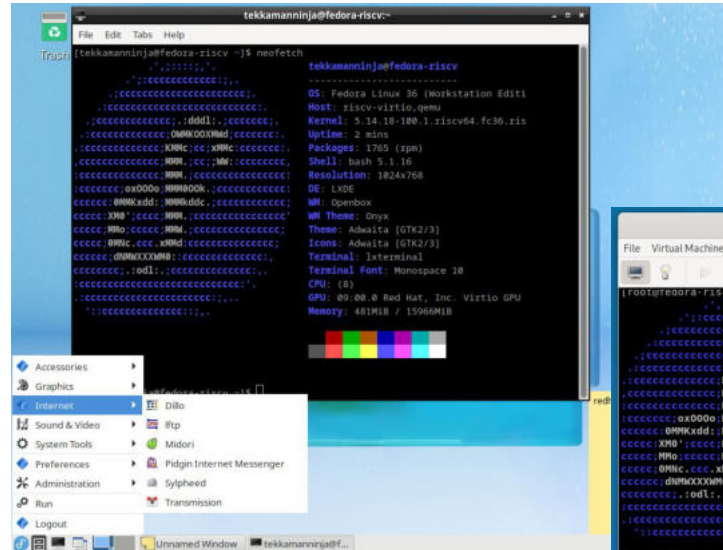 tekkamanninja@fedora-riscv:~
File Edit Tabs Help
Trash
[tekkamanninja@fedora-riscv ~]$ neofetch
tekkamanninja@fedora-riscv
--------------------------
OS: Fedora Linux 36 (Workstation Editi
Host: riscv-virtio,qemu
Kernel: 5.14.18-100.1.riscv64.fc36.ris
Uptime: 2 mins
Packages: 1765 (rpm)
Shell: bash 5.1.16
Resolution: 1024x768
DE: LXDE
WM: Openbox
WM Theme: Onyx
Theme: Adwaita [GTK2/3]
Icons: Adwaita [GTK2/3]
Terminal: lxterminal
Terminal Font: Monospace 10
CPU: (8)
GPU: 09:00.0 Red Hat, Inc. Virtio GPU
Memory: 481MiB / 15966MiB
Accessories
Graphics
Internet
Sound & Video
System Tools
Preferences
Administration
Run
Logout
Dillo
lftp
Midori
Pidgin Internet Messenger
Sylpheed
Transmission
Unnamed Window
tekkamanninja@f...
redh
File Virtual Machine
[root@fedora-ris